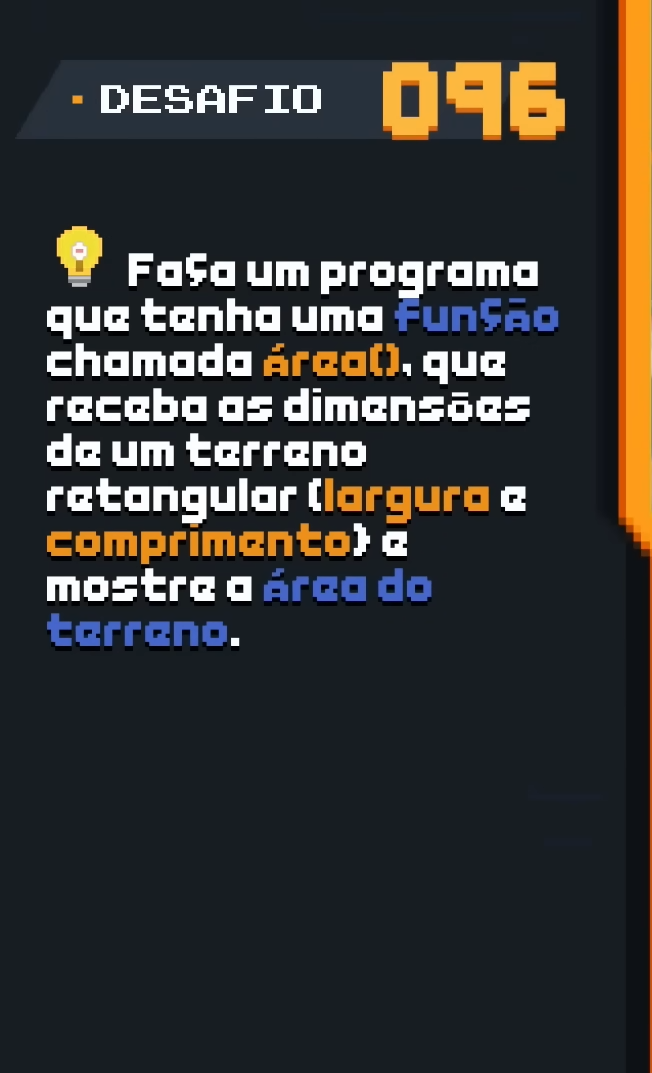 DESAFIO 096
Faça um programa
que tenha uma função
chamada área(), que
receba as dimensões
de um terreno
retangular (largura e
comprimento) e
mostre a área do
terreno.